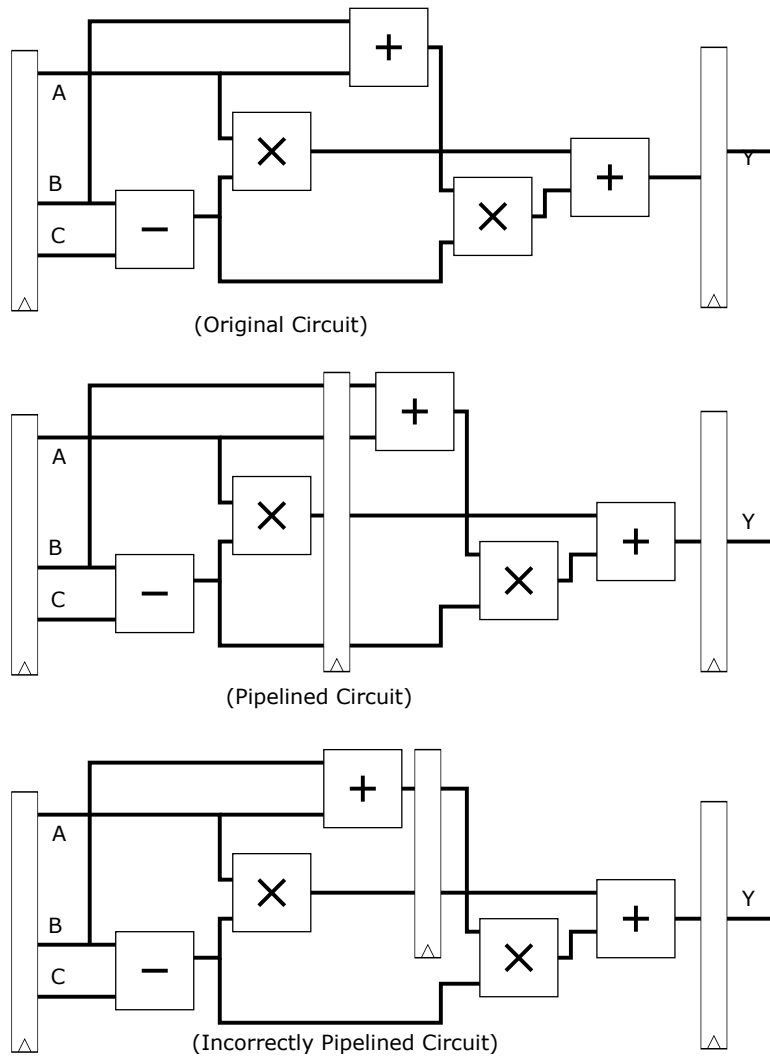 +
A
×
Y
B
+
C
−
×
(Original Circuit)
+
A
×
Y
B
+
C
−
×
(Pipelined Circuit)
+
A
×
Y
B
+
C
−
×
(Incorrectly Pipelined Circuit)